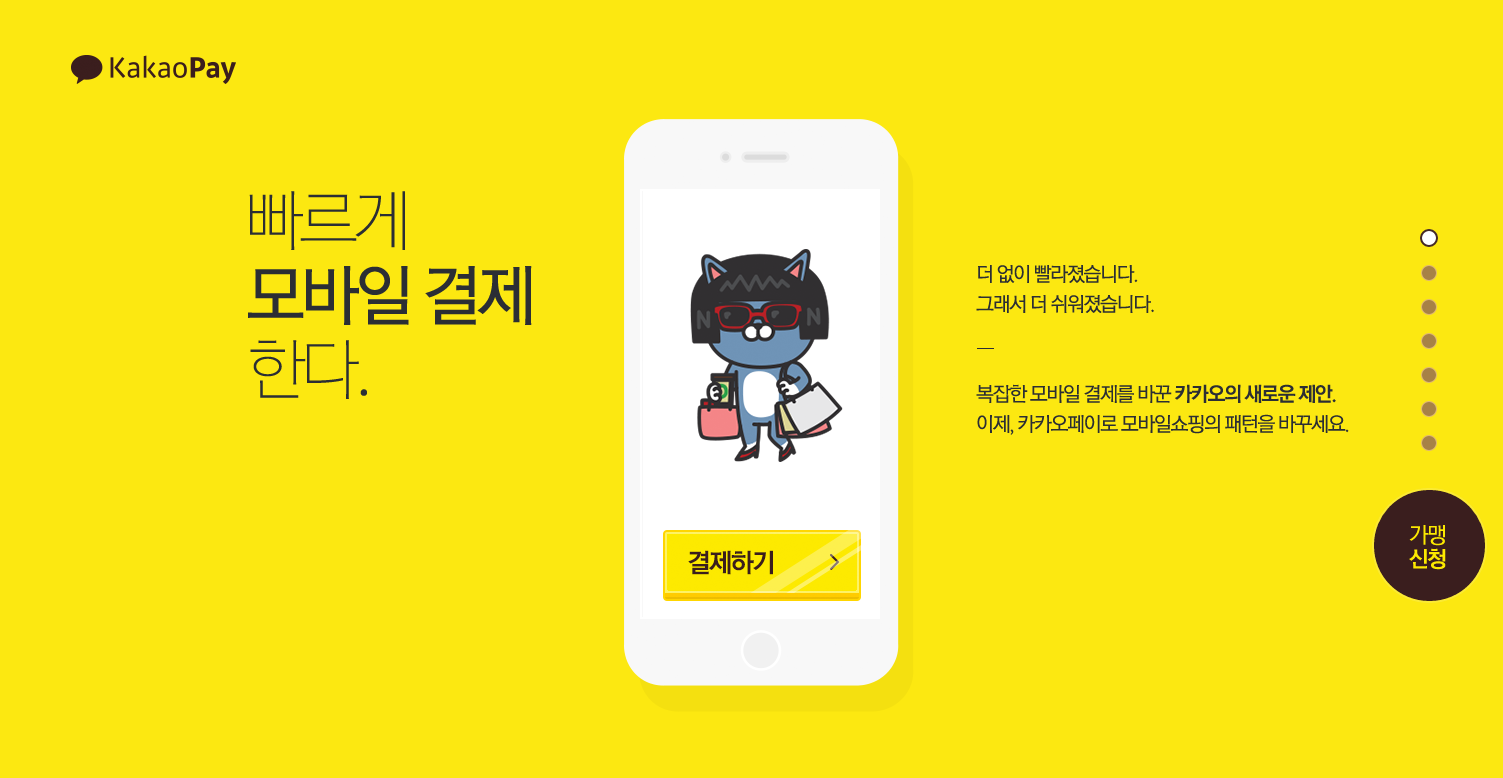 KakaoPay
빠르게
모바일 결제
한다.
N N
결제하기
더 없이 빨라졌습니다.
그래서 더 쉬워졌습니다.
—
복잡한 모바일 결제를 바꾼 카카오의 새로운 제안.
이제, 카카오페이로 모바일쇼핑의 패턴을 바꾸세요.
가맹
신청